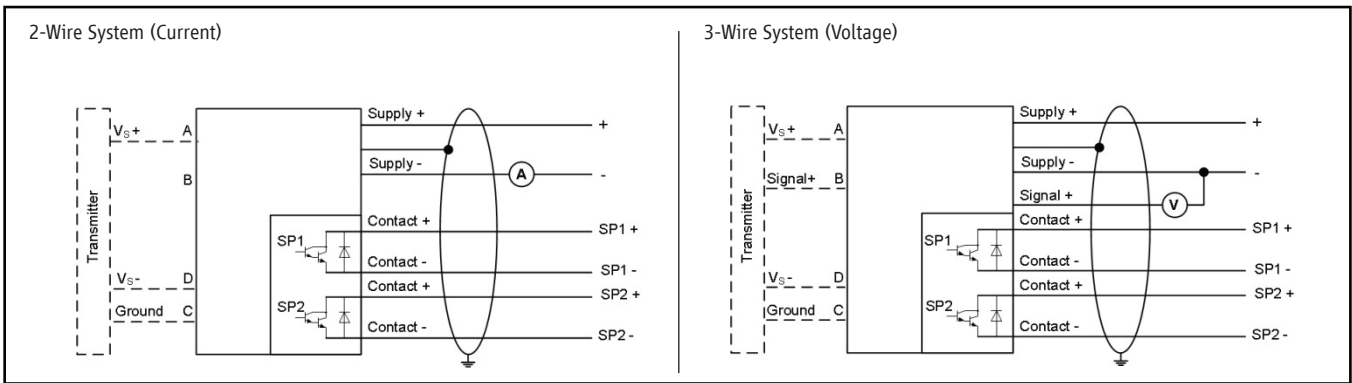 2-Wire System (Current)
Transmitter
VS+ A
B
VS- D
Ground C
Supply +
+
Supply -
A
-
SP1
Contact +
SP1 +
Contact -
SP1 -
SP2
Contact +
SP2 +
Contact -
SP2 -
3-Wire System (Voltage)
Transmitter
VS+ A
Signal+ B
VS- D
Ground C
Supply +
+
Supply -
-
Signal +
V
SP1
Contact +
SP1 +
Contact -
SP1 -
SP2
Contact +
SP2 +
Contact -
SP2 -